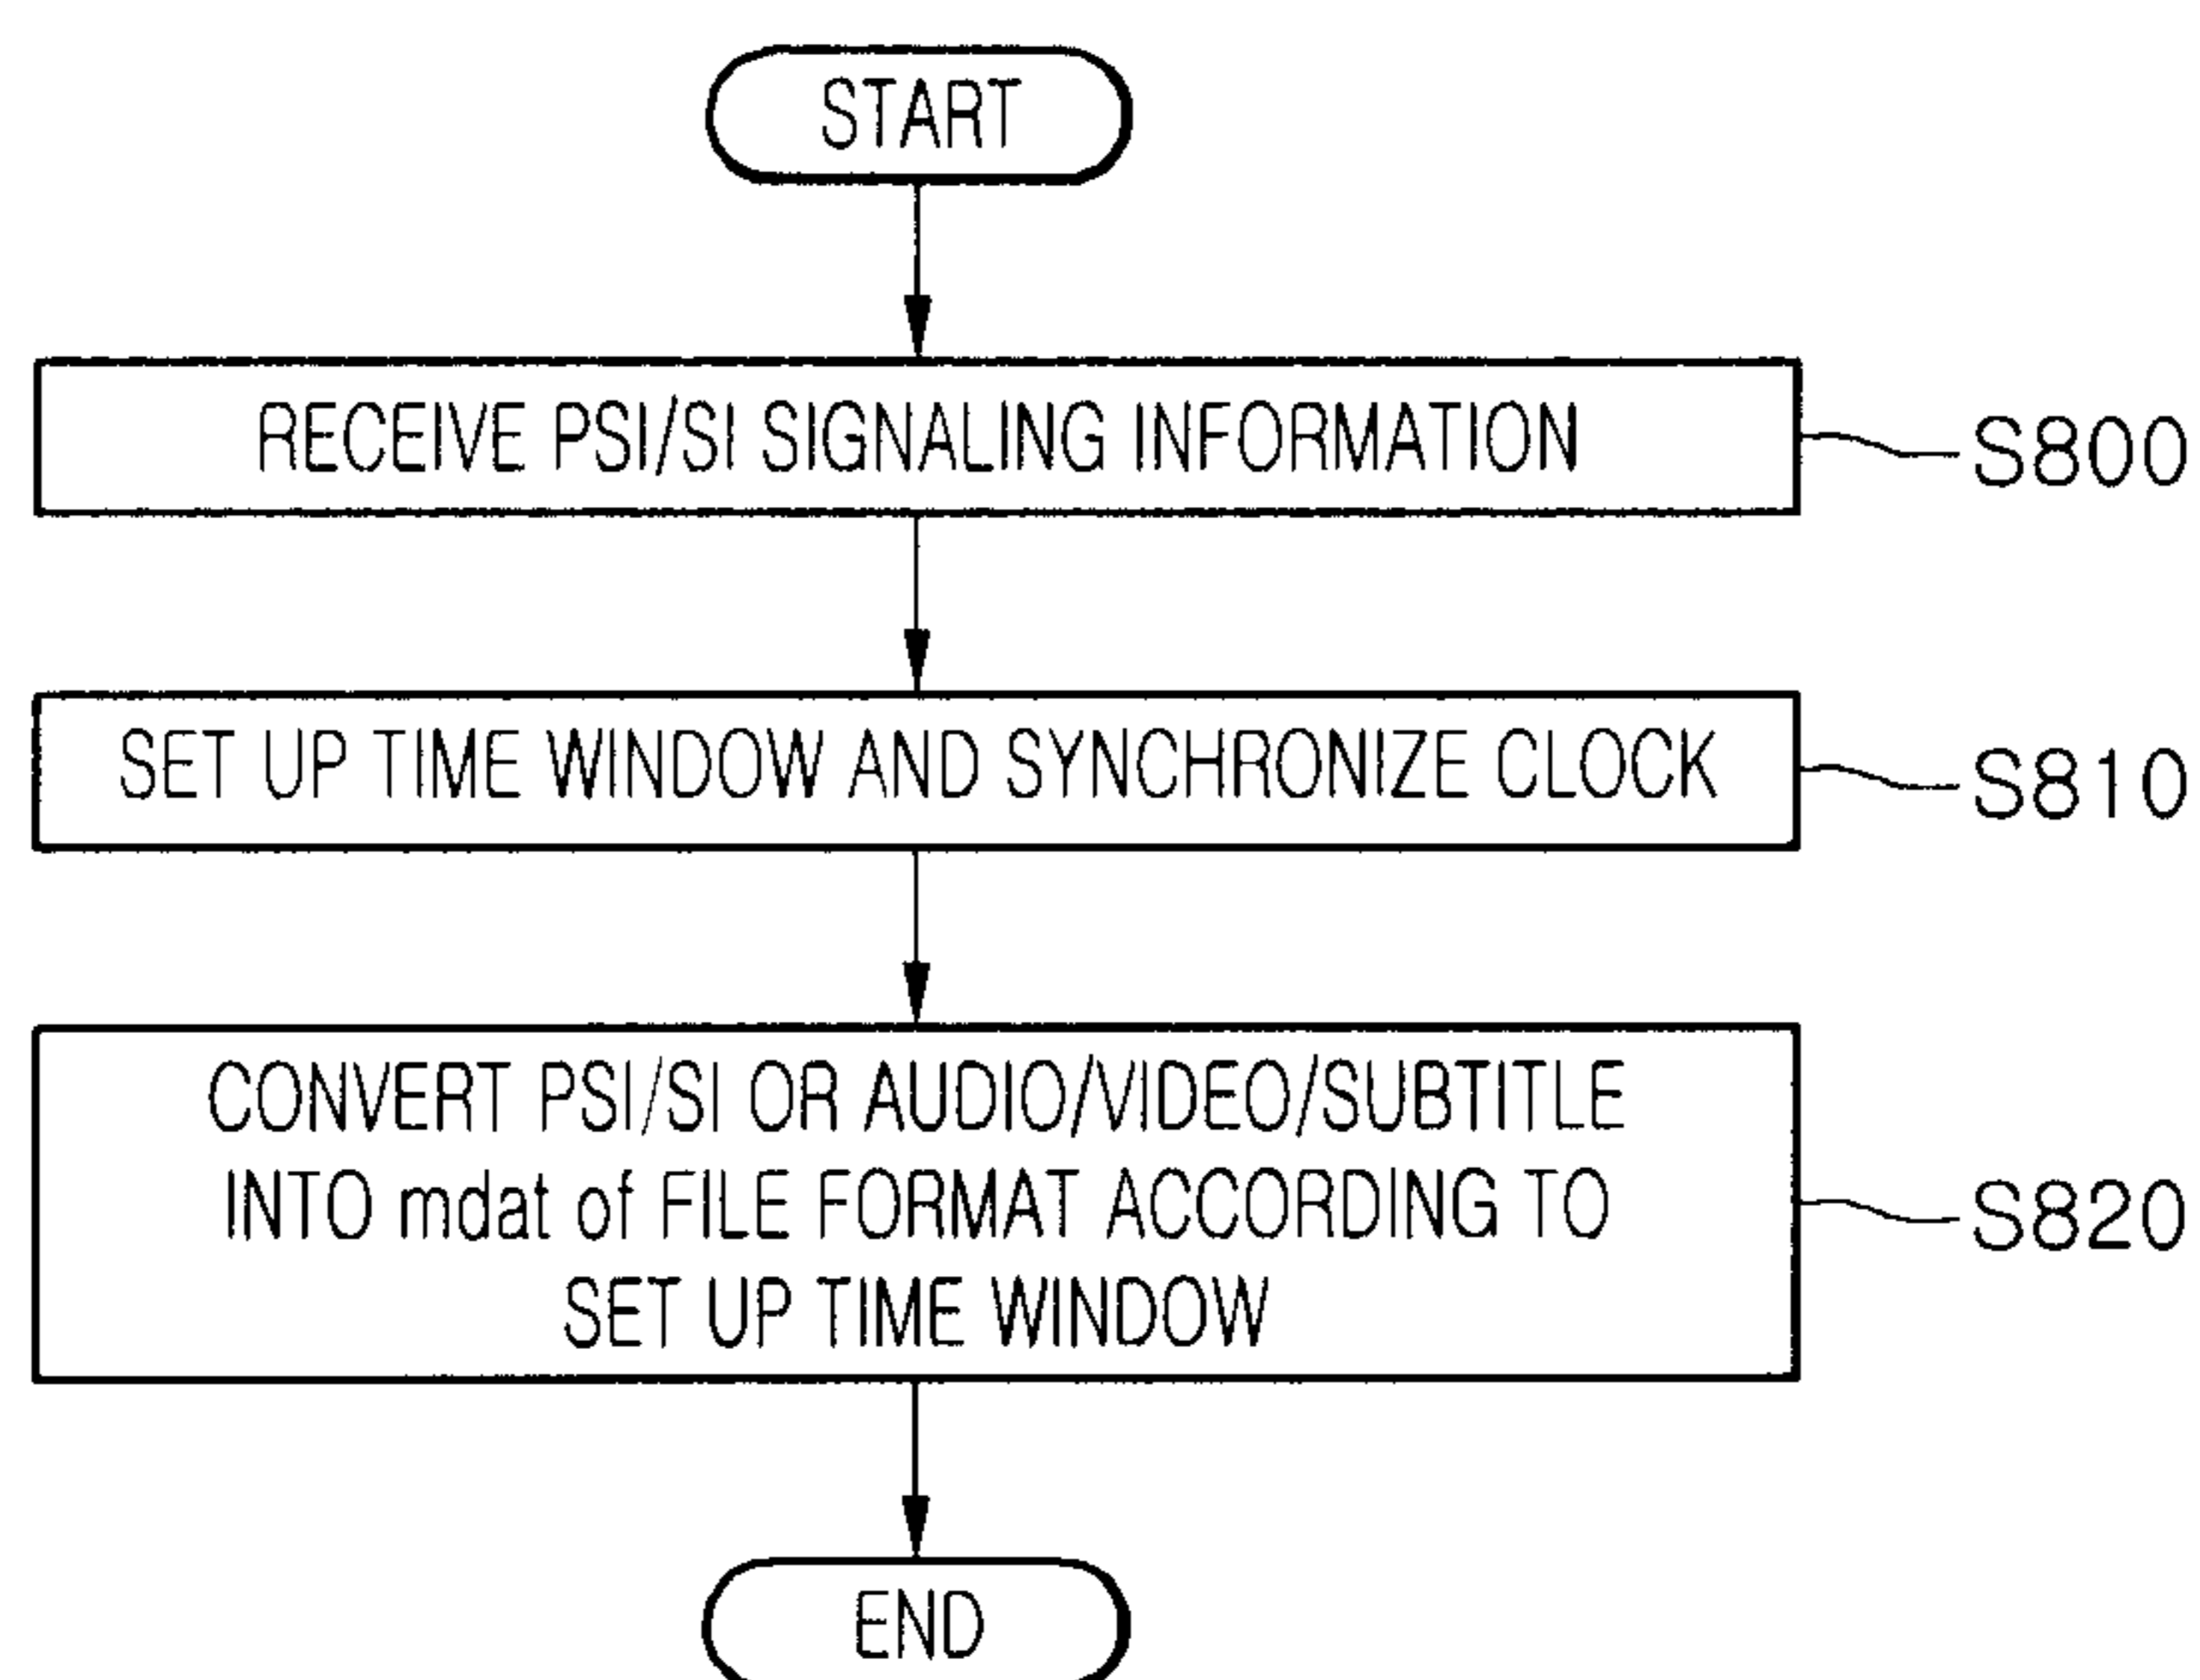 START
RECEIVE PSI/SI SIGNALING INFORMATION
S800
SET UP TIME WINDOW AND SYNCHRONIZE CLOCK
S810
CONVERT PSI/SI OR AUDIO/VIDEO/SUBTITLE
INTO mdat of FILE FORMAT ACCORDING TO
SET UP TIME WINDOW
S820
END